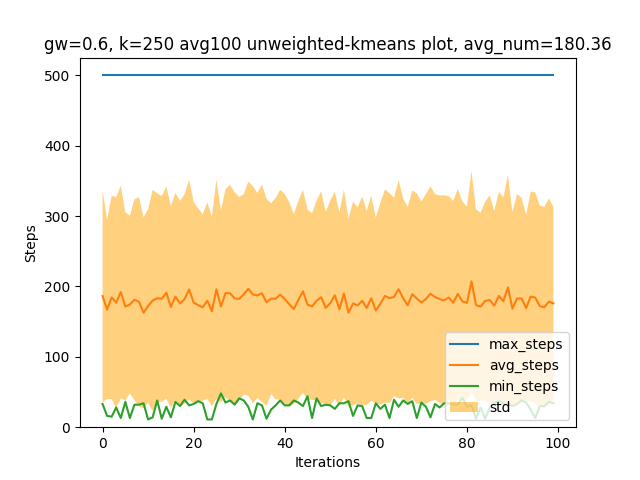 gw=0.6, k=250 avg100 unweighted-kmeans plot, avg_num=180.36
500
400
300
200
100
0
Steps
max_steps
avg_steps
min_steps
std
0 20 40 60 80 100
Iterations